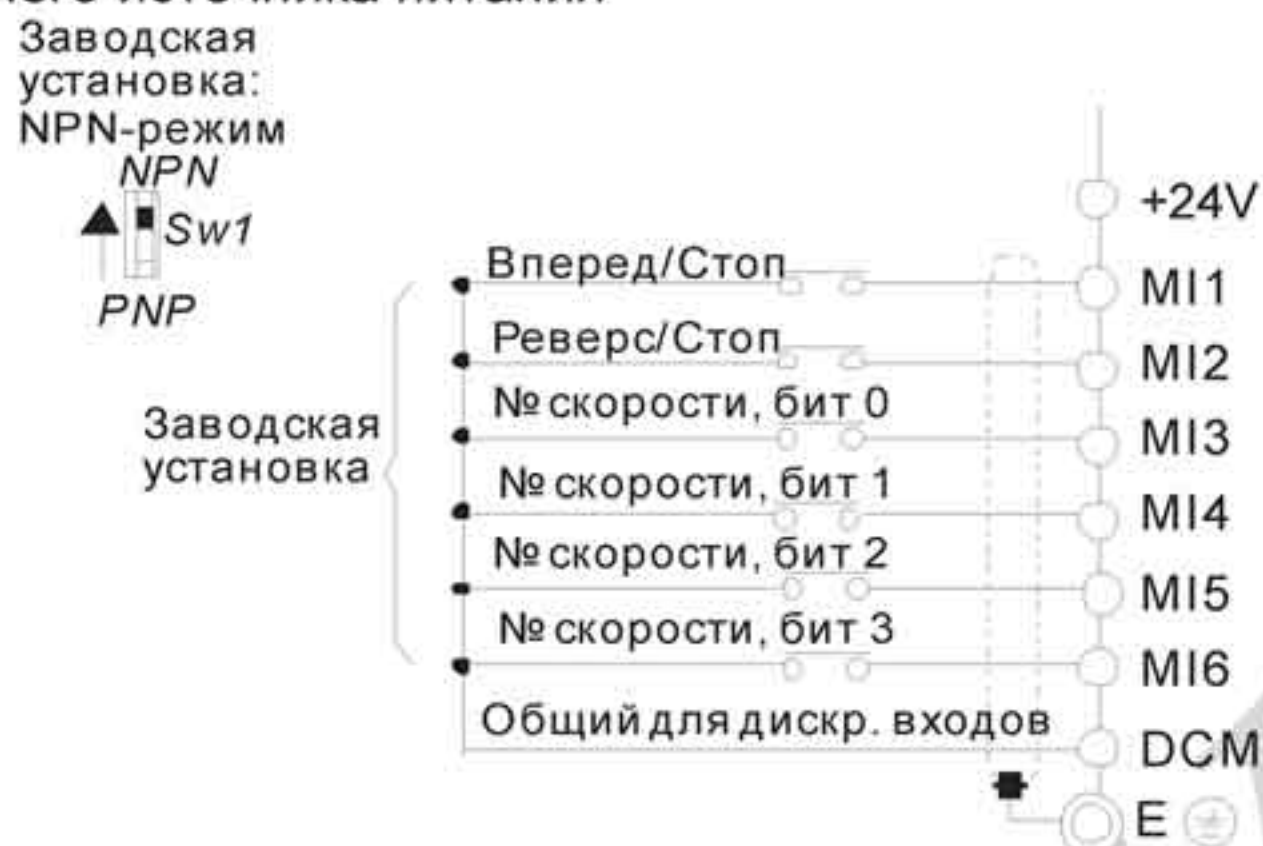 Заводская
установка:
NPN-режим
NPN
Sw1
PNP
Заводская
установка
Вперед/Стоп
Реверс/Стоп
№ скорости, бит 0
№ скорости, бит 1
№ скорости, бит 2
№ скорости, бит 3
Общий для дискр. входов
+24V
MI1
MI2
MI3
MI4
MI5
MI6
DCM
E